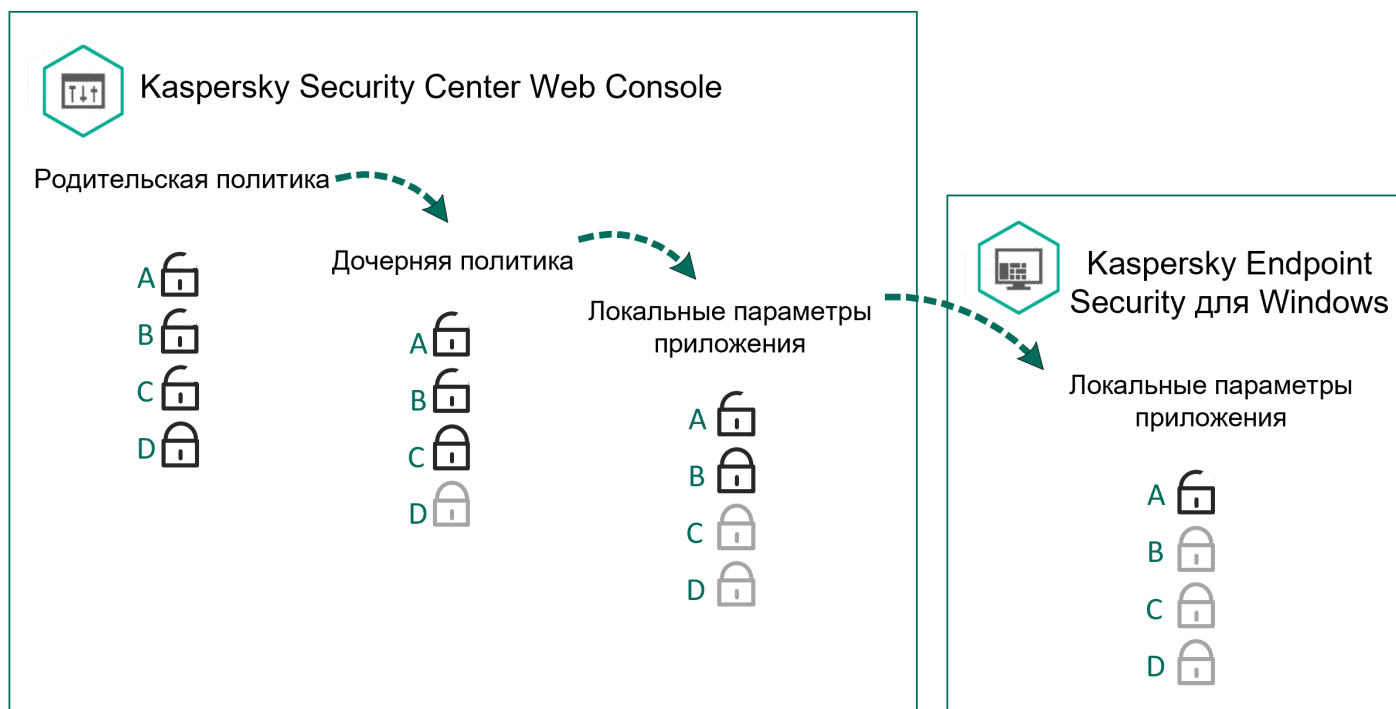 Kaspersky Security Center Web Console
Родительская политика
A
B
C
D
Дочерняя политика
A
B
C
D
Локальные параметры
приложения
A
B
C
D
Kaspersky Endpoint
Security для Windows
Локальные параметры
приложения
A
B
C
D